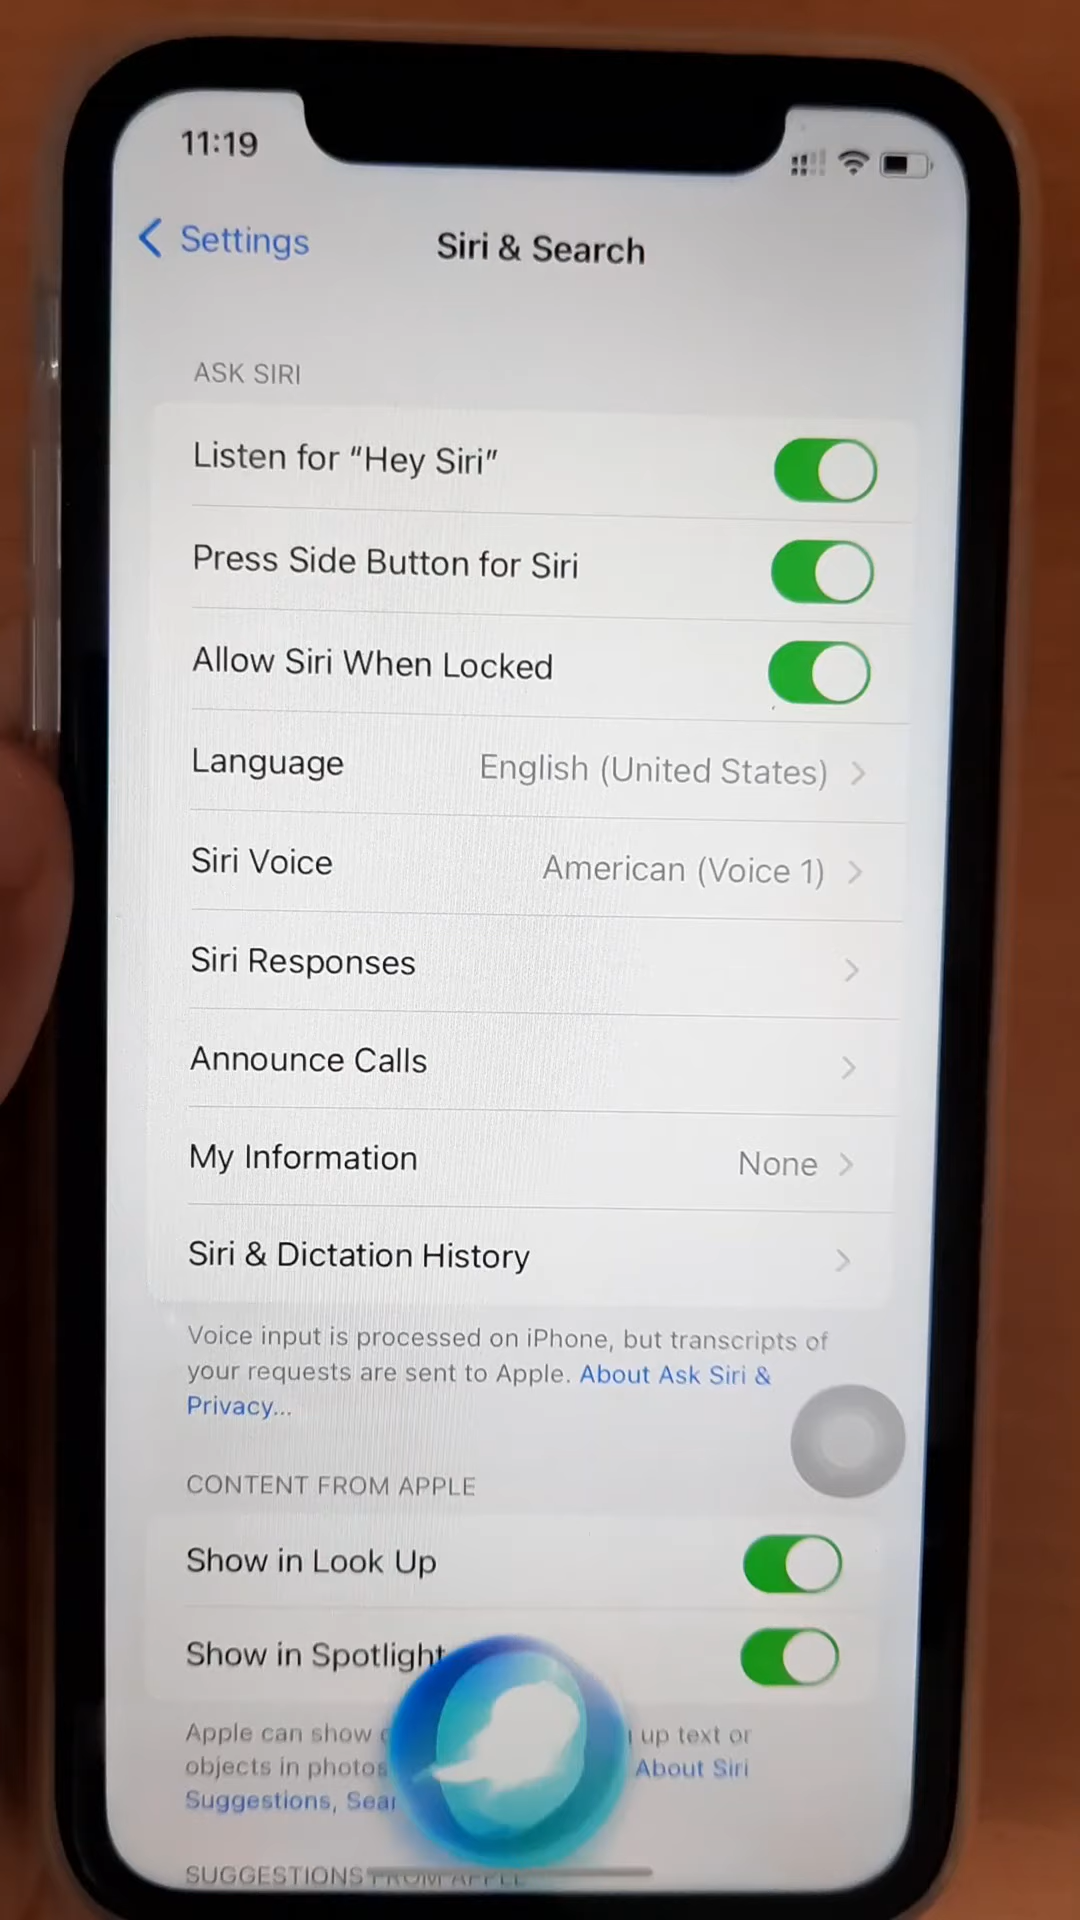 11:19
Settings
Siri & Search
ASK SIRI
Listen for “Hey Siri”
Press Side Button for Siri
Allow Siri When Locked
Language English (United States)
Siri Voice American (Voice 1)
Siri Responses
Announce Calls
My Information None
Siri & Dictation History
Voice input is processed on iPhone, but transcripts of
your requests are sent to Apple. About Ask Siri &
Privacy...
CONTENT FROM APPLE
Show in Look Up
Show in Spotlight
Apple can show up text or
objects in photos About Siri
Suggestions,
SUGGESTIONS FROM APPLE